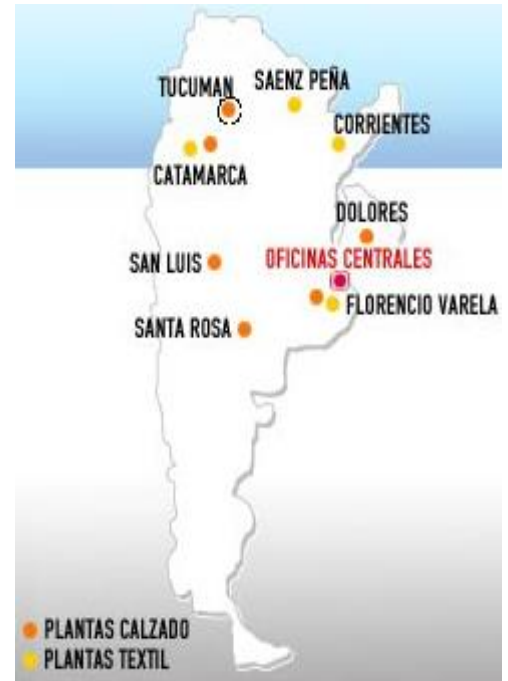 SAENZ PEÑA
TUCUMAN
CORRIENTES
CATAMARCA
DOLORES
OFICINAS CENTRALES
SAN LUIS
FLORENCIO VARELA
SANTA ROSA
PLANTAS CALZADO
PLANTAS TEXTIL